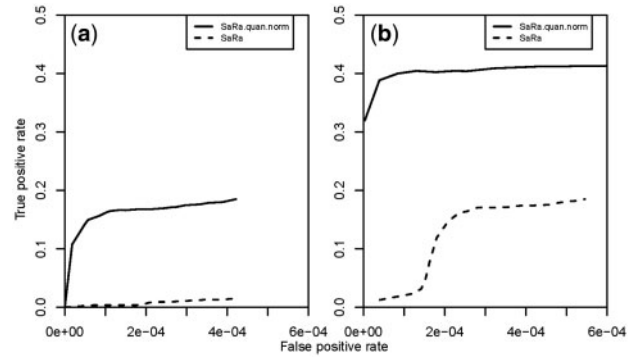 (a)
SaRa.quan.norm
SaRa
(b)
SaRa.quan.norm
SaRa
True positive rate
0.5
0.4
0.3
0.2
0.1
0.0
0.5
0.4
0.3
0.2
0.1
0.0
0e+00 2e-04 4e-04 6e-04
0e+00 2e-04 4e-04 6e-04
False positive rate